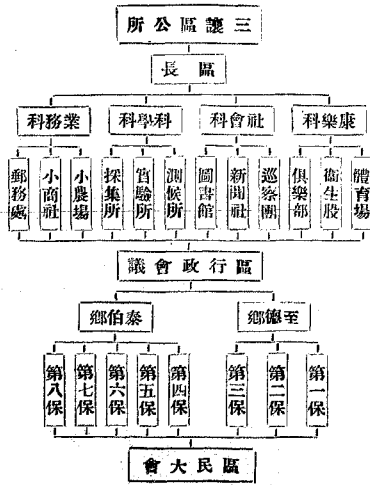 三讓區公所
區長
康樂科
社會科
科學科
業務科
體育場
衛生股
俱樂部
巡察團
新聞社
圖書館
測候所
實驗所
採集所
小農場
小商社
郵務處
區行政會議
至德鄉
泰伯鄉
第一保
第二保
第三保
第四保
第五保
第六保
第七保
第八保
區民大會